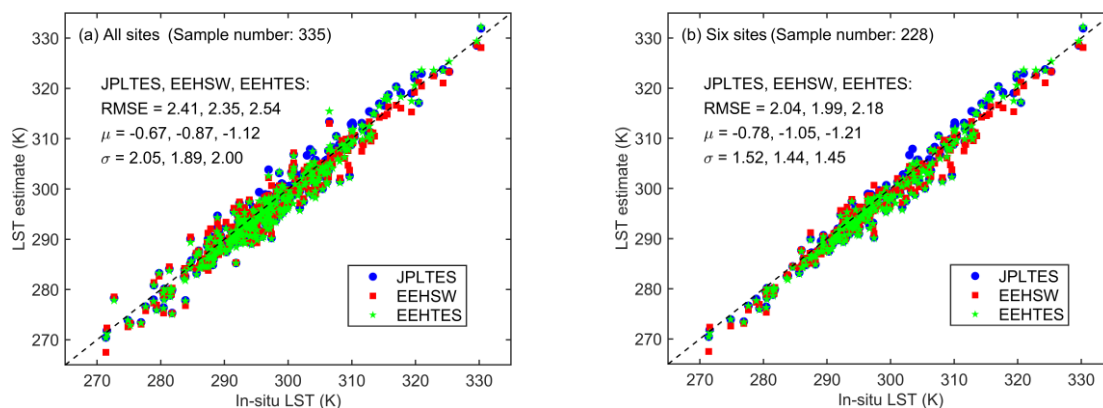 (a) All sites (Sample number: 335)
JPLTES, EEHSW, EEHTES:
RMSE = 2.41, 2.35, 2.54
μ = -0.67, -0.87, -1.12
σ = 2.05, 1.89, 2.00
330
320
310
300
290
280
270
LST estimate (K)
JPLTES
EEHSW
EEHTES
270 280 290 300 310 320 330
In-situ LST (K)
(b) Six sites (Sample number: 228)
JPLTES, EEHSW, EEHTES:
RMSE = 2.04, 1.99, 2.18
μ = -0.78, -1.05, -1.21
σ = 1.52, 1.44, 1.45
330
320
310
300
290
280
270
LST estimate (K)
JPLTES
EEHSW
EEHTES
270 280 290 300 310 320 330
In-situ LST (K)